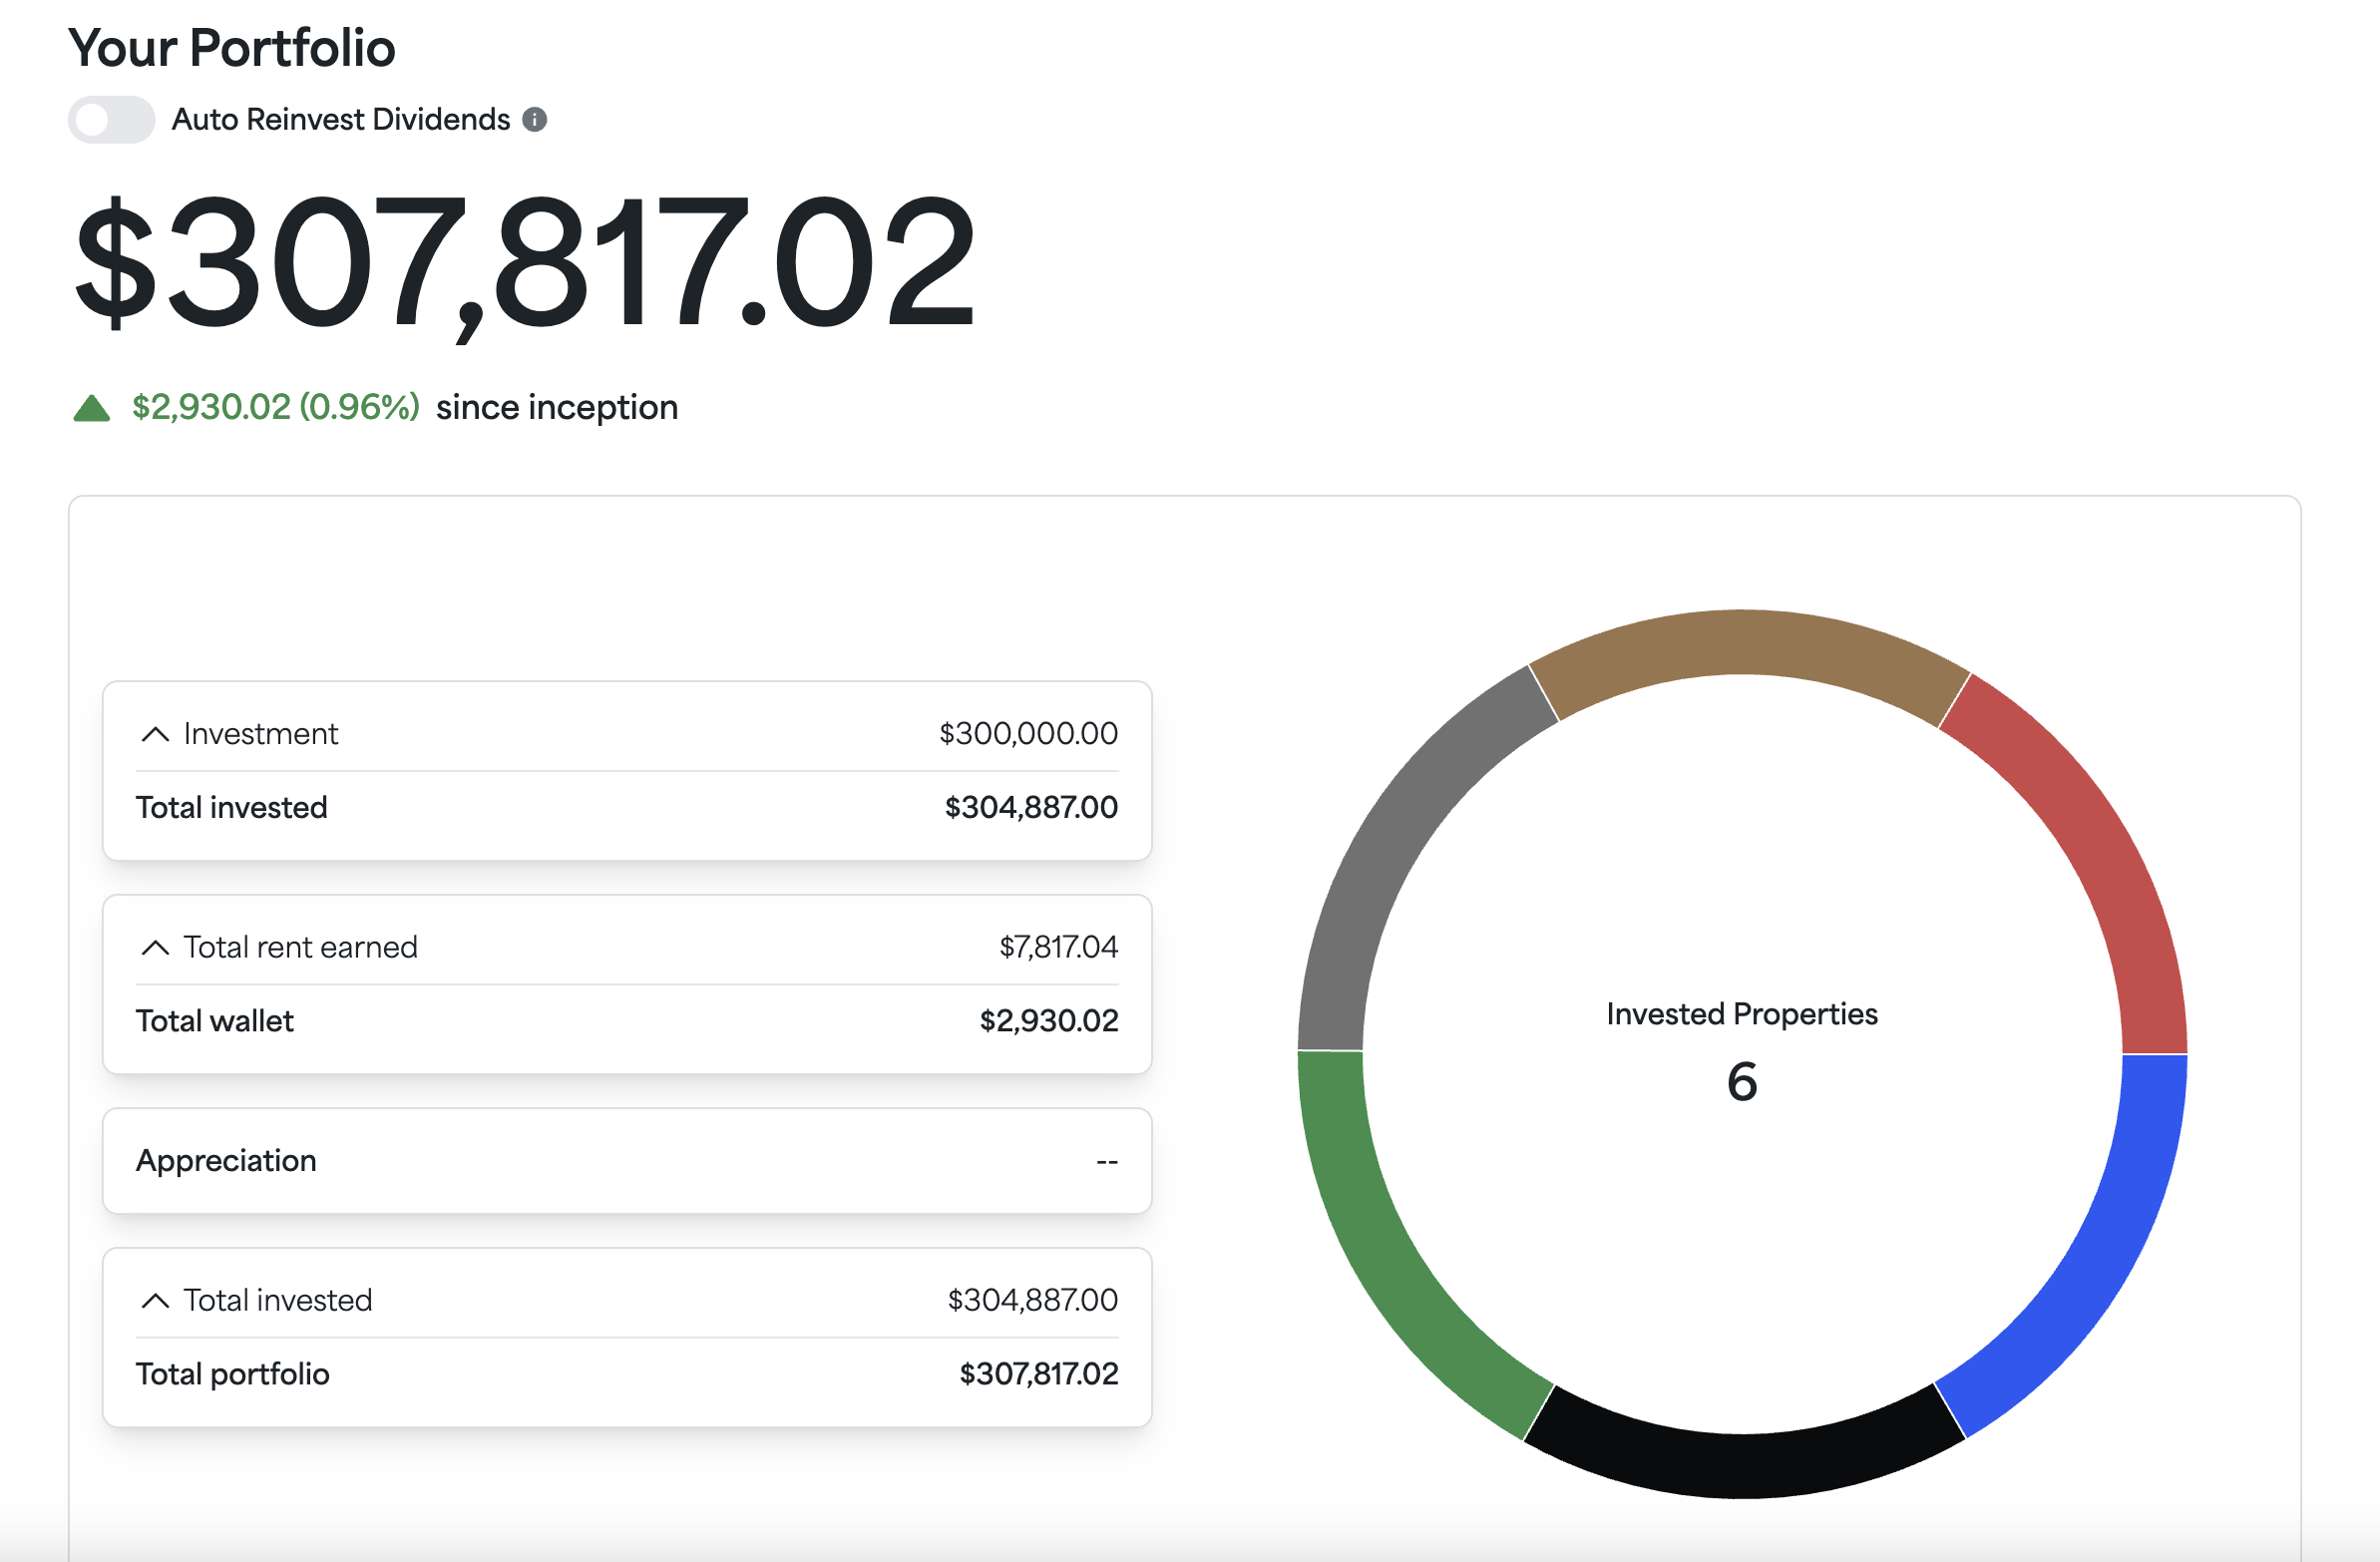 Your Portfolio
Auto Reinvest Dividends
$307,817.02
$2,930.02 (0.96%) since inception
Investment $300,000.00
Total invested $304,887.00
Total rent earned $7,817.04
Total wallet $2,930.02
Appreciation --
Total invested $304,887.00
Total portfolio $307,817.02
Invested Properties
6